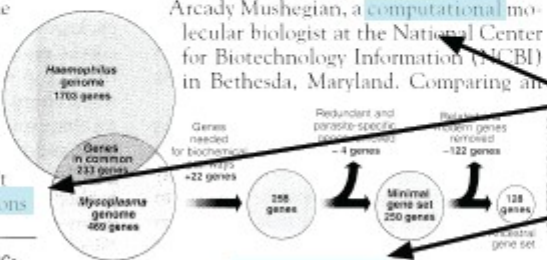 Arcady Mushegian, a computational mo-
lecular biologist at the National Center
for Biotechnology Information (NCBI)
in Bethesda, Maryland. Comparing an
Haemophilus
genome
1703 genes
Genes
in common
233 genes
Mycoplasma
genome
469 genes
Genes
needed
for biochemical
+22 genes
256
genes
Redundant and
parasite-specific
– 4 genes
Minimal
gene set
250 genes
removed
–122 genes
128
genes
gene set
ons